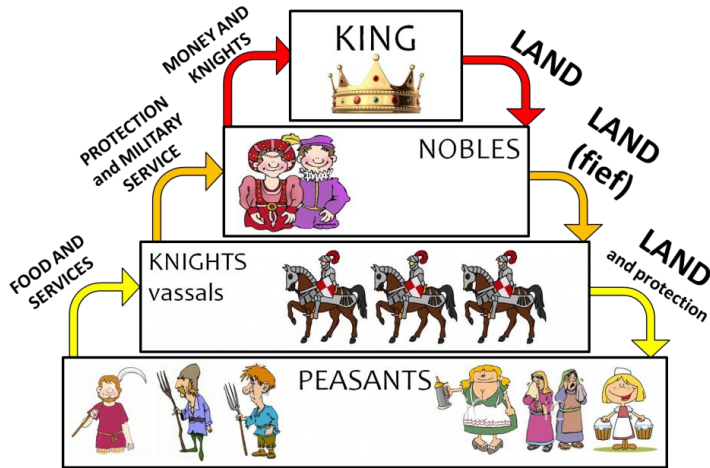 MONEY AND
KNIGHTS
KING
LAND
PROTECTION
and MILITARY
SERVICE
NOBLES
LAND
(fief)
FOOD AND
SERVICES
KNIGHTS
vassals
LAND
and protection
PEASANTS